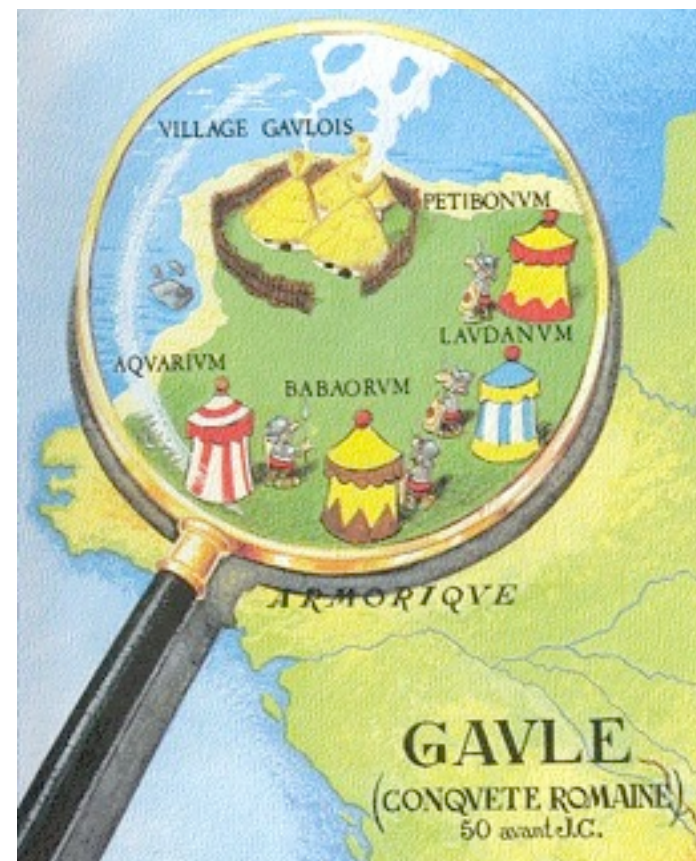 VILLAGE GAVLOIS
PETIBONVM
LAVDANVM
AQVARIVM
BABAORVM
ARMORIQVE
GAVLE
(CONQVETE ROMAINE)
50 avant J.C.